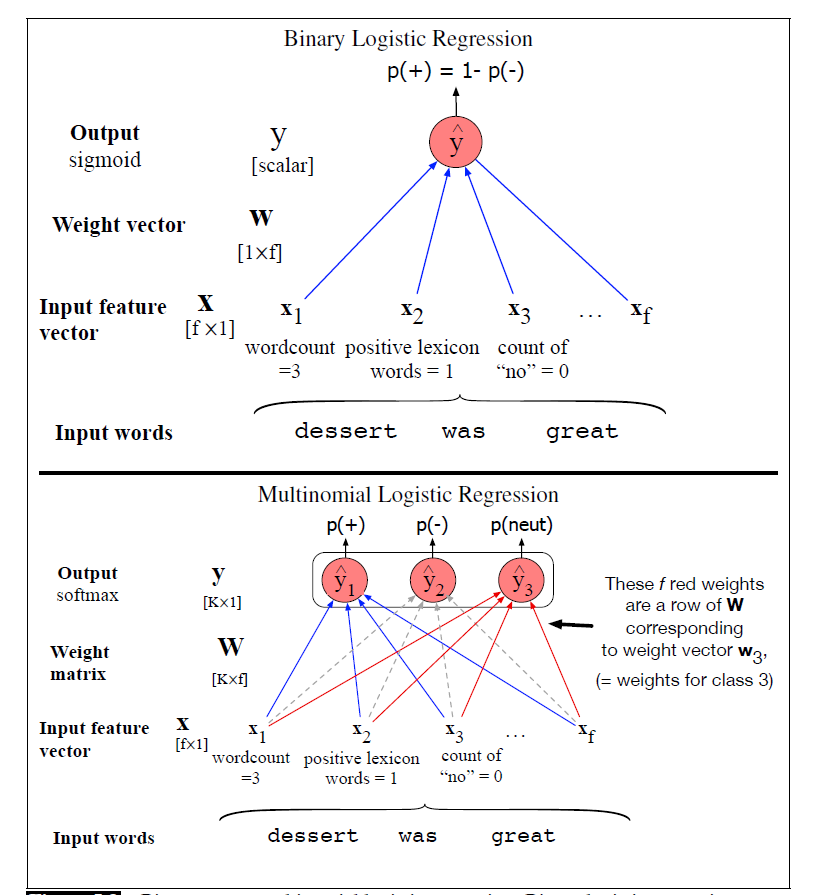 Binary Logistic Regression
p(+) = 1- p(-)
Output
sigmoid
y
[scalar]
ŷ
Weight vector
w
[1×f]
Input feature
vector
x
[f ×1]
x1 x2 x3 … xf
wordcount
=3
positive lexicon
words = 1
count of
“no” = 0
Input words
dessert was great
Multinomial Logistic Regression
p(+) p(-) p(neut)
Output
softmax
y
[K×1]
ŷ1 ŷ2 ŷ3
These f red weights
are a row of W
corresponding
to weight vector w3,
(= weights for class 3)
Weight
matrix
W
[K×f]
Input feature
vector
x
[f×1]
x1 x2 x3 … xf
wordcount
=3
positive lexicon
words = 1
count of
“no” = 0
Input words
dessert was great